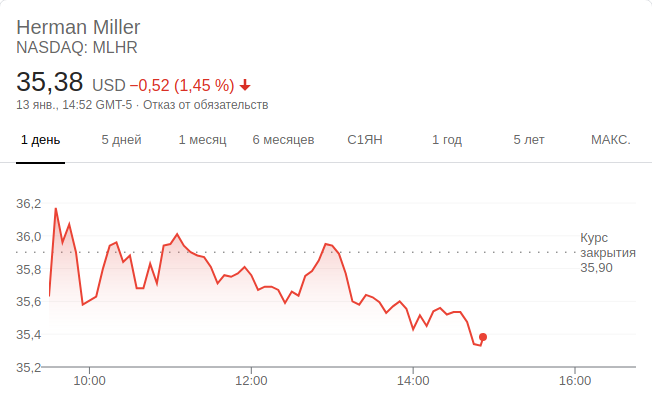 Herman Miller
NASDAQ: MLHR
35,38 USD −0,52 (1,45 %)
13 янв., 14:52 GMT-5 · Отказ от обязательств
1 день 5 дней 1 месяц 6 месяцев С1ЯН 1 год 5 лет МАКС.
36,2
36,0
35,8
35,6
35,4
35,2
Курс
закрытия
35,90
10:00 12:00 14:00 16:00